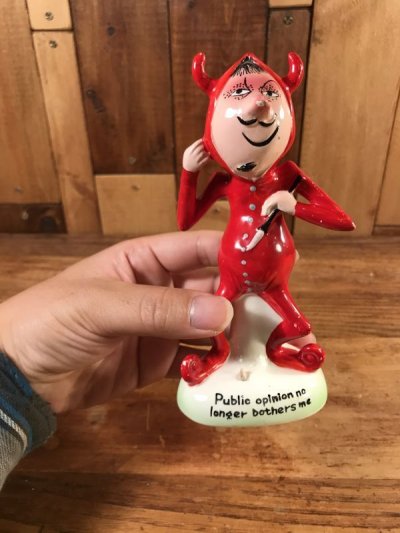 Public opinion no
longer bothers me